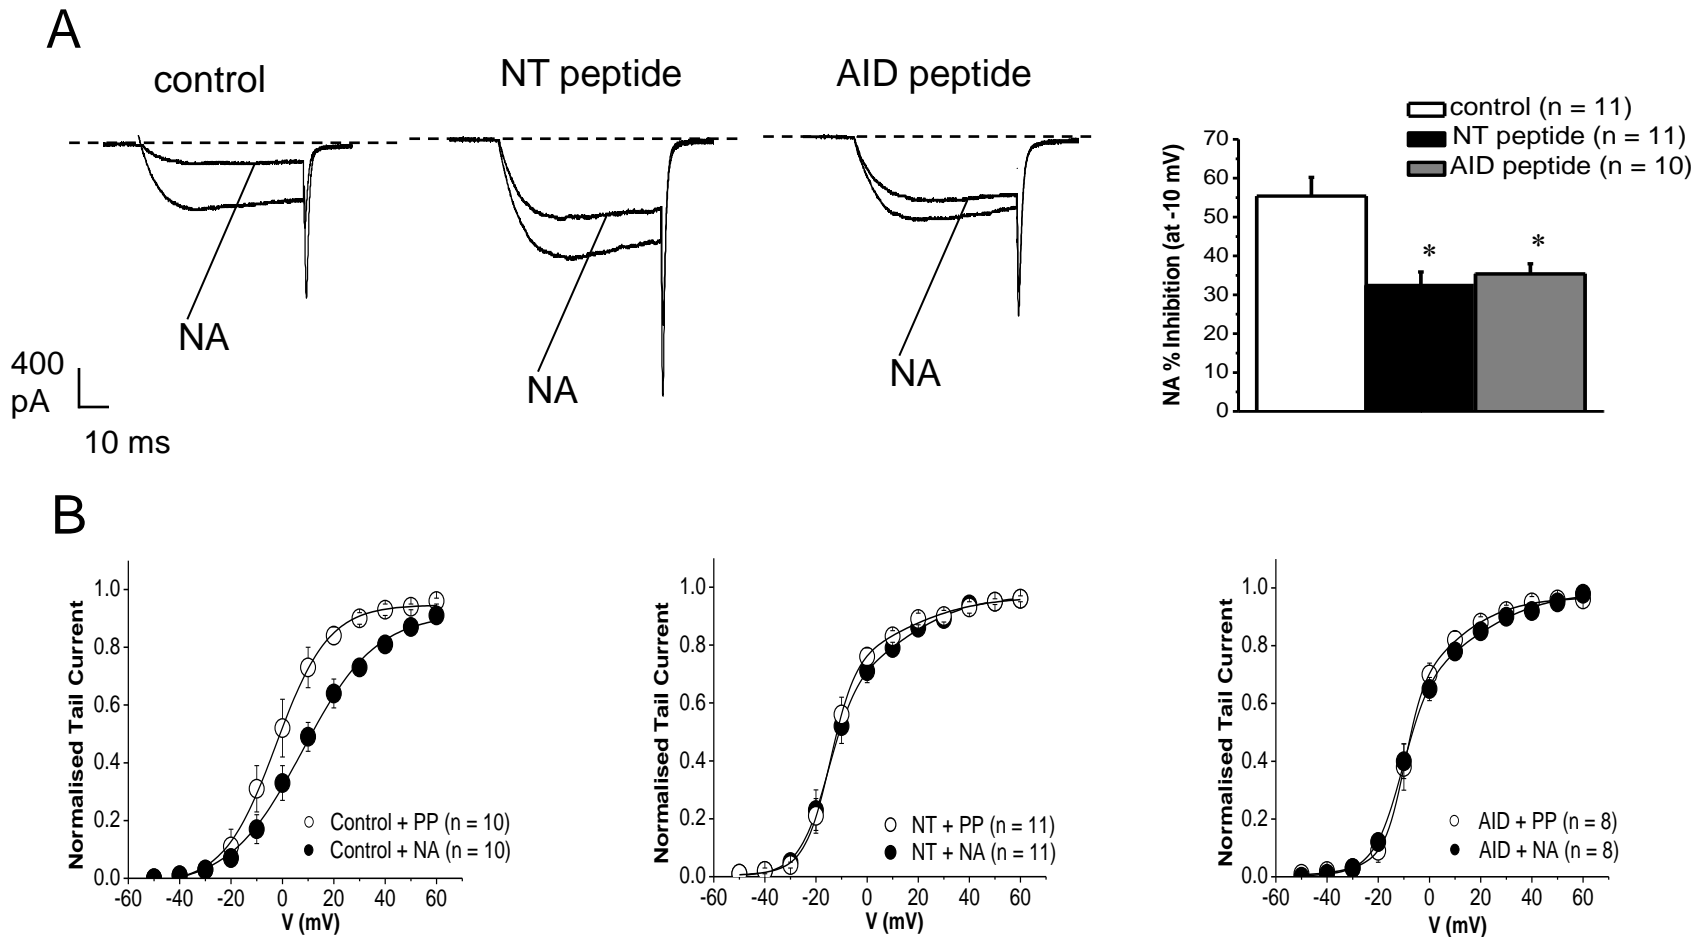 A
control
NT peptide
AID peptide
NA
NA
NA
400
pA
10 ms
control (n = 11)
NT peptide (n = 11)
AID peptide (n = 10)
NA % Inhibition (at -10 mV)
70
60
50
40
30
20
10
0
*
*
B
Normalised Tail Current
1.0
0.8
0.6
0.4
0.2
0.0
-60 -40 -20 0 20 40 60
V (mV)
Control + PP (n = 10)
Control + NA (n = 10)
Normalised Tail Current
1.0
0.8
0.6
0.4
0.2
0.0
-60 -40 -20 0 20 40 60
V (mV)
NT + PP (n = 11)
NT + NA (n = 11)
Normalised Tail Current
1.0
0.8
0.6
0.4
0.2
0.0
-60 -40 -20 0 20 40 60
V (mV)
AID + PP (n = 8)
AID + NA (n = 8)